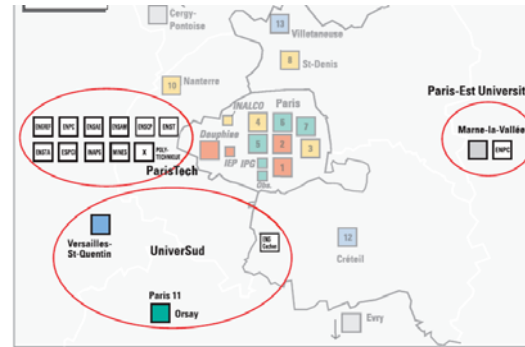 Cergy-
Pontoise
13
Villetaneuse
8
St-Denis
10
Nanterre
INALCO
Paris
4
6
7
Dauphine
5
2
3
IEP
IPG
1
Obs.
ENGREF
ENPC
ENSAE
ENSAM
ENSCP
ENST
ENSTA
ESPCI
INAPG
MINES
X
POLY-
TECHNIQUE
ParisTech
Paris-Est Universit
Marne-la-Vallée
ENPC
Versailles-
St-Quentin
UniverSud
ENS
Cachan
12
Créteil
Paris 11
Orsay
Evry